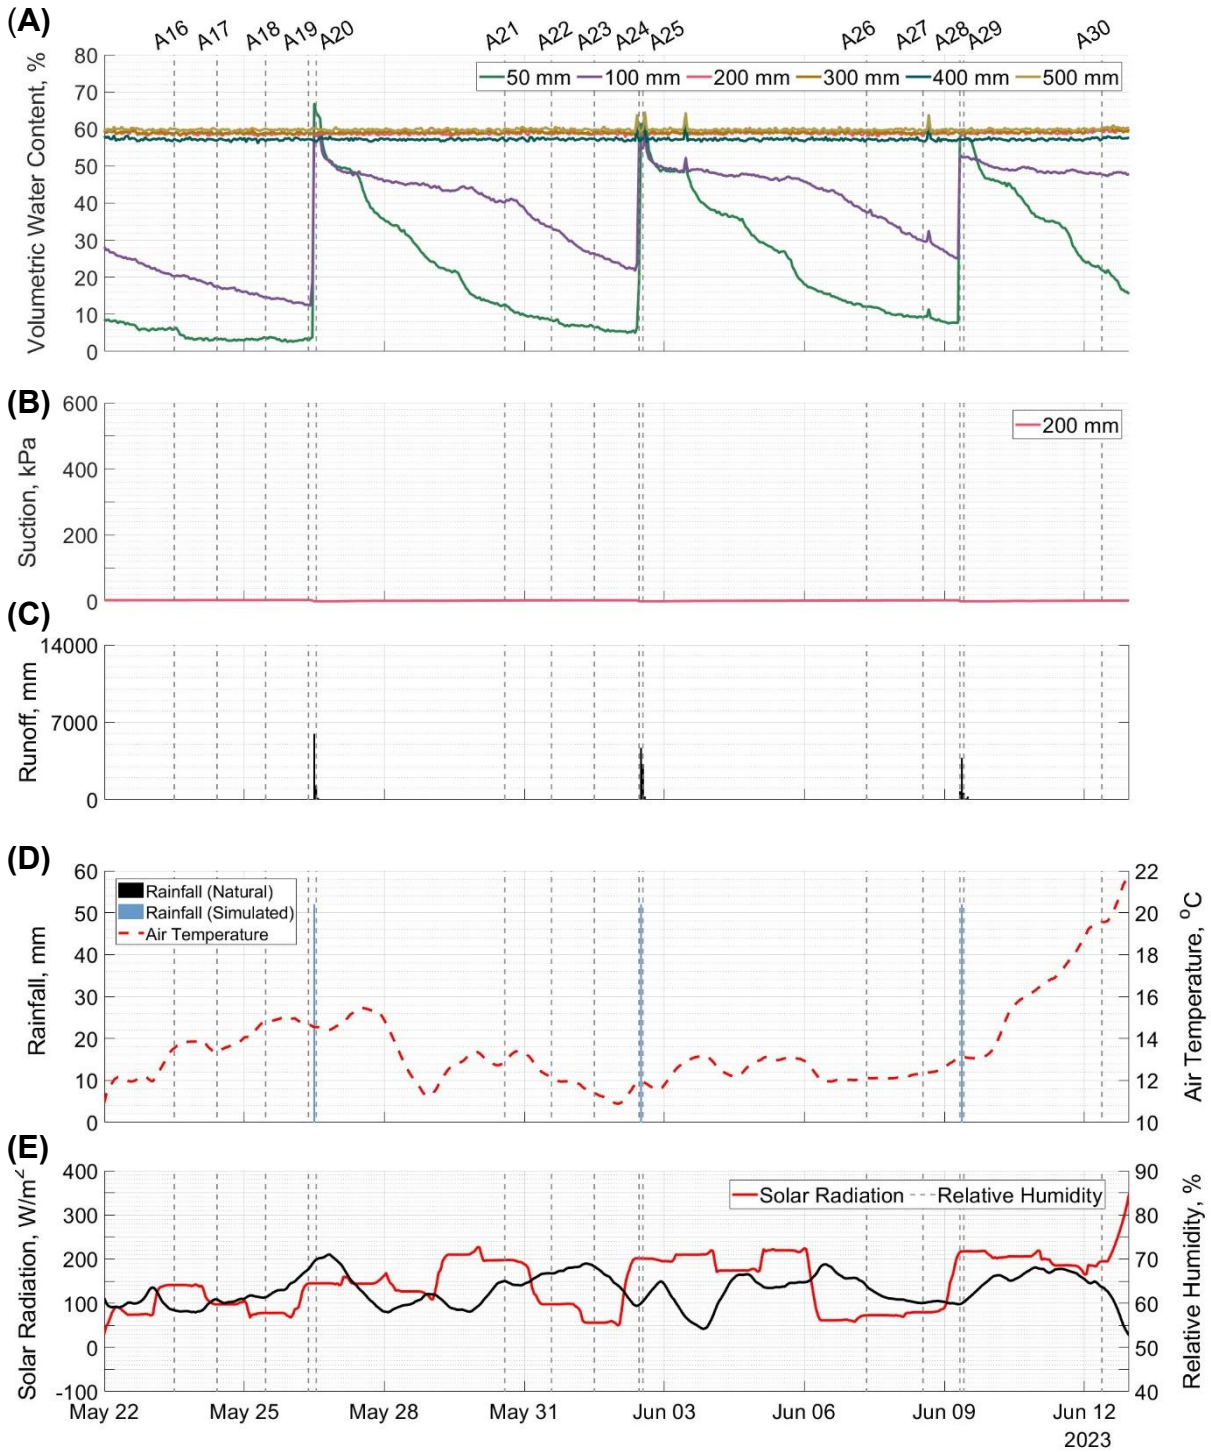 (A)
A16 A17 A18 A19 A20 A21 A22 A23 A24 A25 A26 A27 A28 A29 A30
Volumetric Water Content, %
80
70
60
50
40
30
20
10
0
50 mm 100 mm 200 mm 300 mm 400 mm 500 mm
(B)
Suction, kPa
600
400
200
0
200 mm
(C)
Runoff, mm
14000
7000
0
(D)
Rainfall, mm
60
50
40
30
20
10
0
Rainfall (Natural)
Rainfall (Simulated)
Air Temperature
22
20
18
16
14
12
10
Air Temperature, °C
(E)
Solar Radiation, W/m²
400
300
200
100
0
-100
Solar Radiation Relative Humidity
90
80
70
60
50
40
Relative Humidity, %
May 22 May 25 May 28 May 31 Jun 03 Jun 06 Jun 09 Jun 12
2023